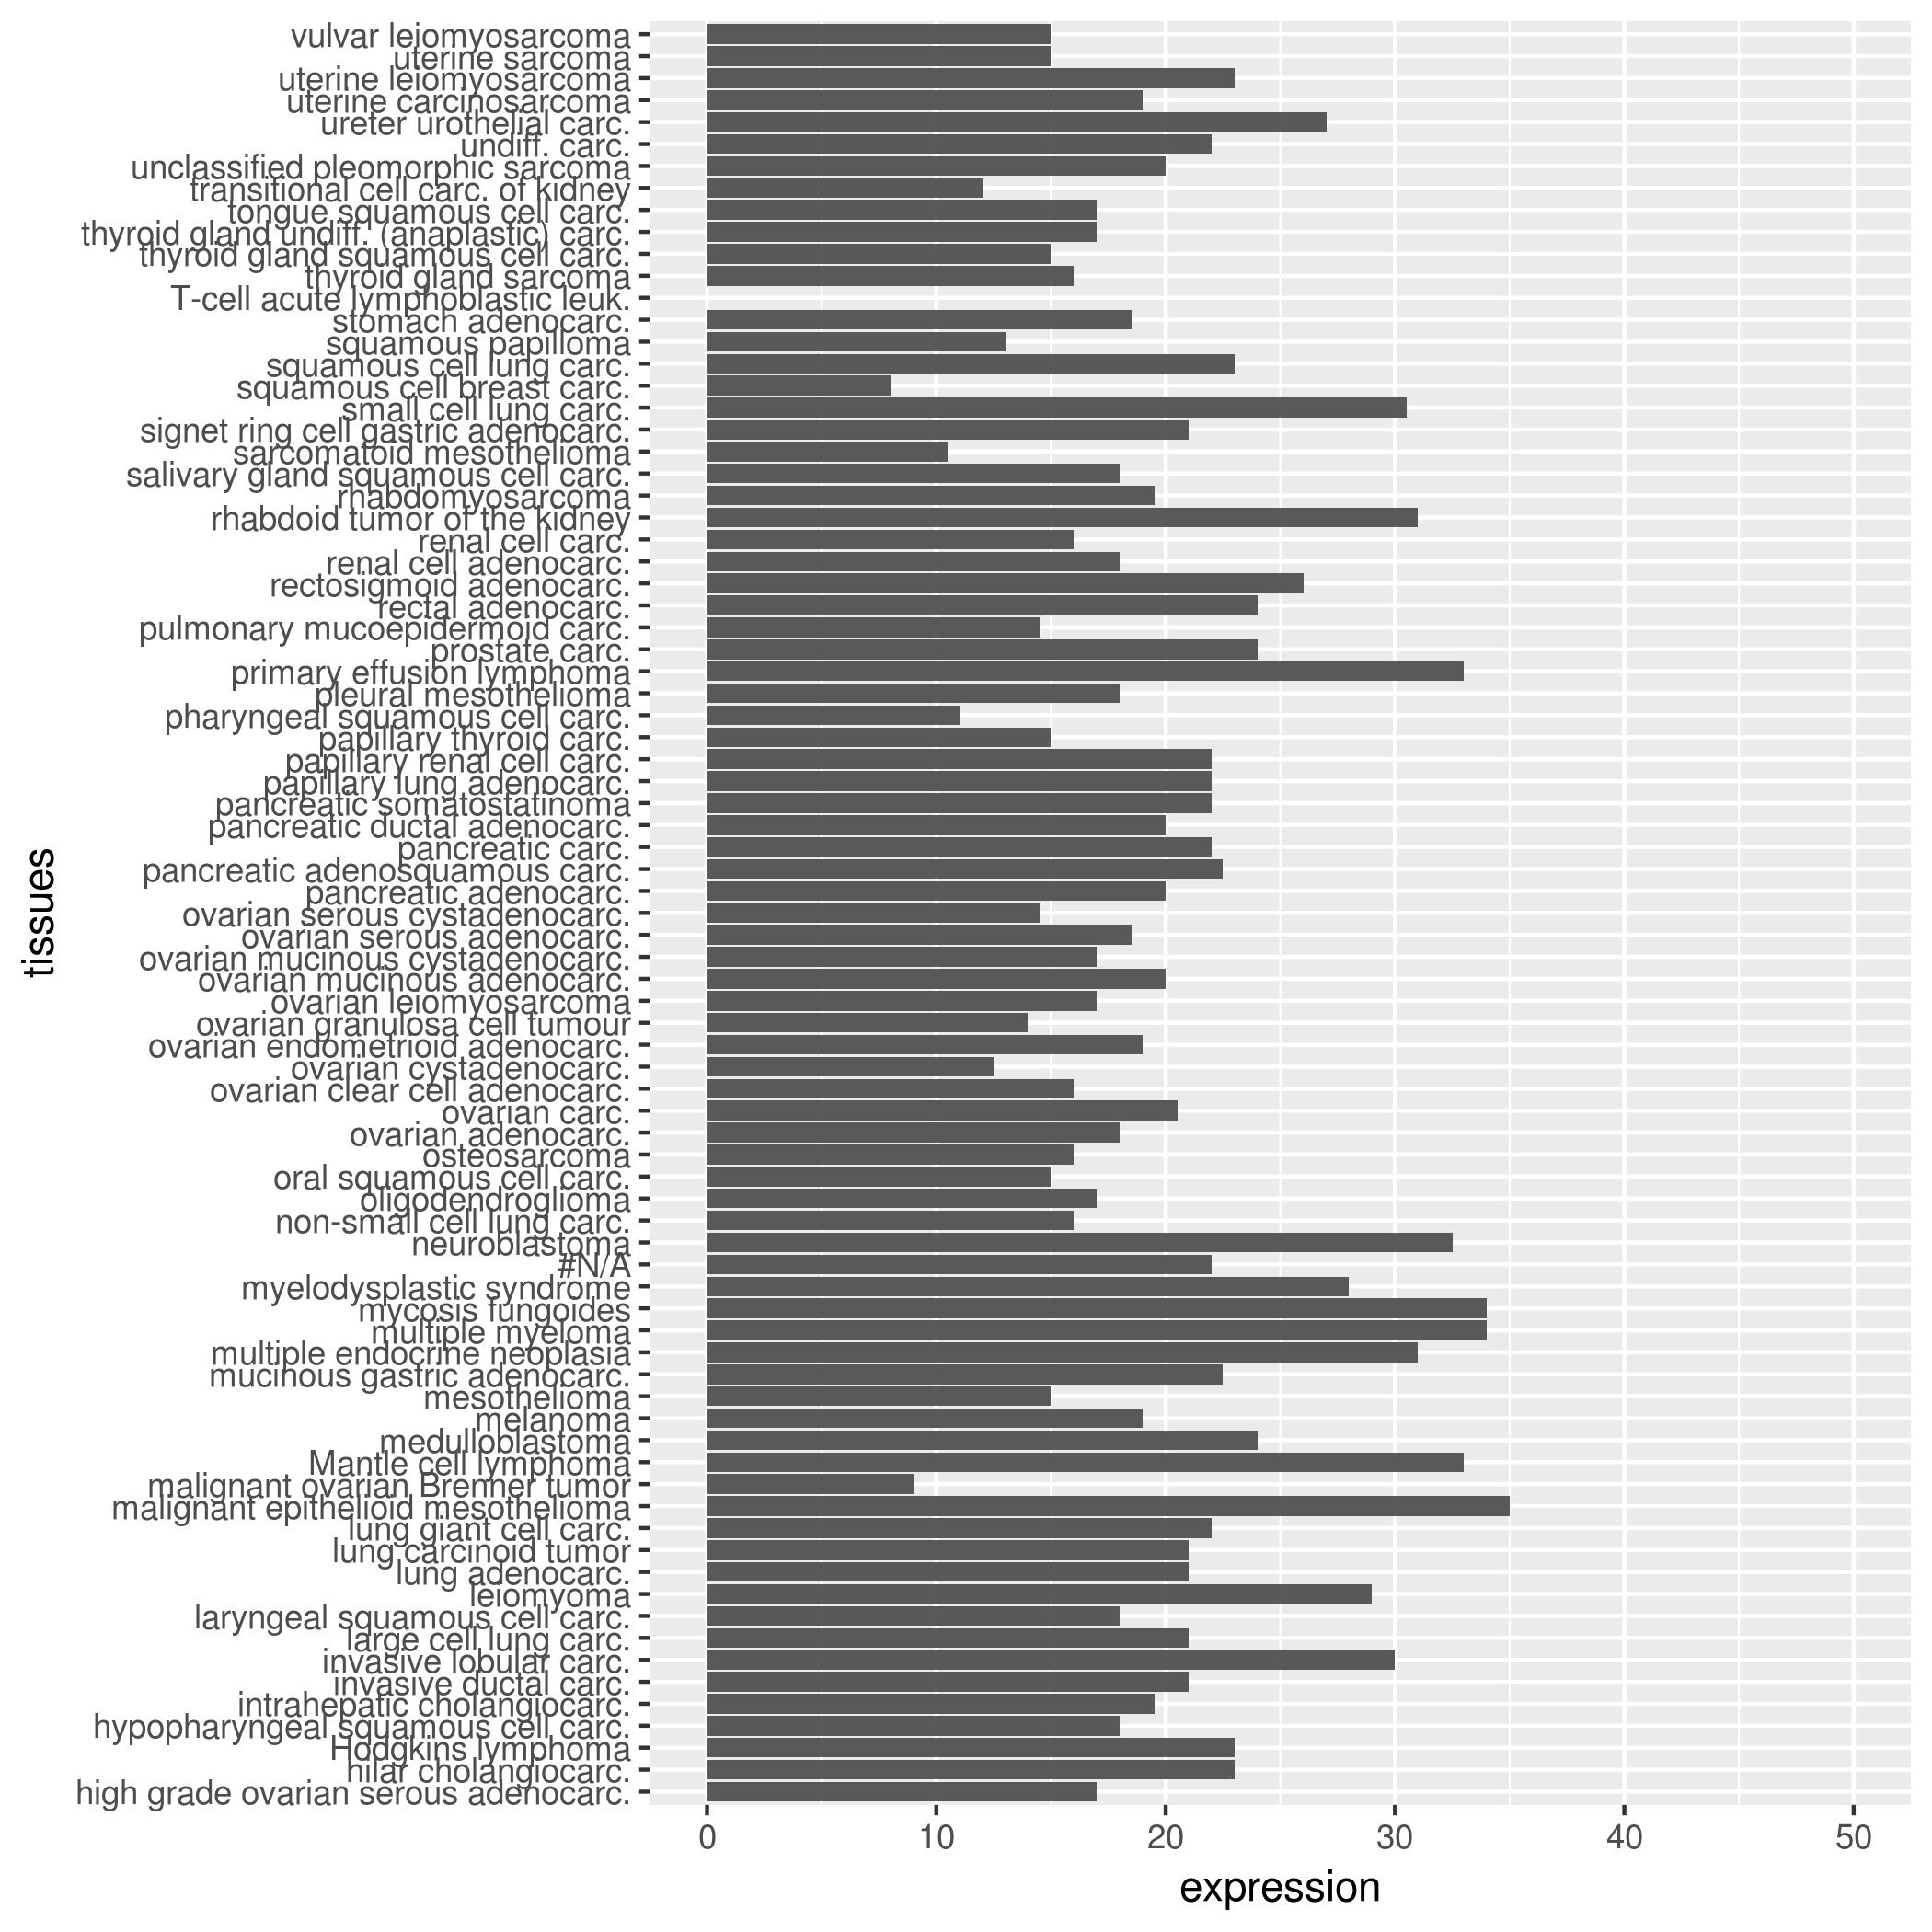 vulvar leiomyosarcoma
uterine sarcoma
uterine leiomyosarcoma
uterine carcinosarcoma
ureter urothelial carc.
undiff. carc.
unclassified pleomorphic sarcoma
transitional cell carc. of kidney
tongue squamous cell carc.
thyroid gland undiff. (anaplastic) carc.
thyroid gland squamous cell carc.
thyroid gland sarcoma
T-cell acute lymphoblastic leuk.
stomach adenocarc.
squamous papilloma
squamous cell lung carc.
squamous cell breast carc.
small cell lung carc.
signet ring cell gastric adenocarc.
sarcomatoid mesothelioma
salivary gland squamous cell carc.
rhabdomyosarcoma
rhabdoid tumor of the kidney
renal cell carc.
renal cell adenocarc.
rectosigmoid adenocarc.
rectal adenocarc.
pulmonary mucoepidermoid carc.
prostate carc.
primary effusion lymphoma
pleural mesothelioma
pharyngeal squamous cell carc.
papillary thyroid carc.
papillary renal cell carc.
papillary lung adenocarc.
pancreatic somatostatinoma
pancreatic ductal adenocarc.
pancreatic carc.
pancreatic adenosquamous carc.
pancreatic adenocarc.
ovarian serous cystadenocarc.
ovarian serous adenocarc.
ovarian mucinous cystadenocarc.
ovarian mucinous adenocarc.
ovarian leiomyosarcoma
ovarian granulosa cell tumour
ovarian endometrioid adenocarc.
ovarian cystadenocarc.
ovarian clear cell adenocarc.
ovarian carc.
ovarian adenocarc.
osteosarcoma
oral squamous cell carc.
oligodendroglioma
non-small cell lung carc.
neuroblastoma
#N/A
myelodysplastic syndrome
mycosis fungoides
multiple myeloma
multiple endocrine neoplasia
mucinous gastric adenocarc.
mesothelioma
melanoma
medulloblastoma
Mantle cell lymphoma
malignant ovarian Brenner tumor
malignant epithelioid mesothelioma
lung giant cell carc.
lung carcinoid tumor
lung adenocarc.
leiomyoma
laryngeal squamous cell carc.
large cell lung carc.
invasive lobular carc.
invasive ductal carc.
intrahepatic cholangiocarc.
hypopharyngeal squamous cell carc.
Hodgkins lymphoma
hilar cholangiocarc.
high grade ovarian serous adenocarc.
tissues
0 10 20 30 40 50
expression